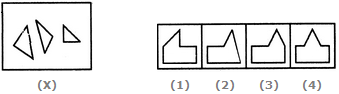 (X) (1) (2) (3) (4)